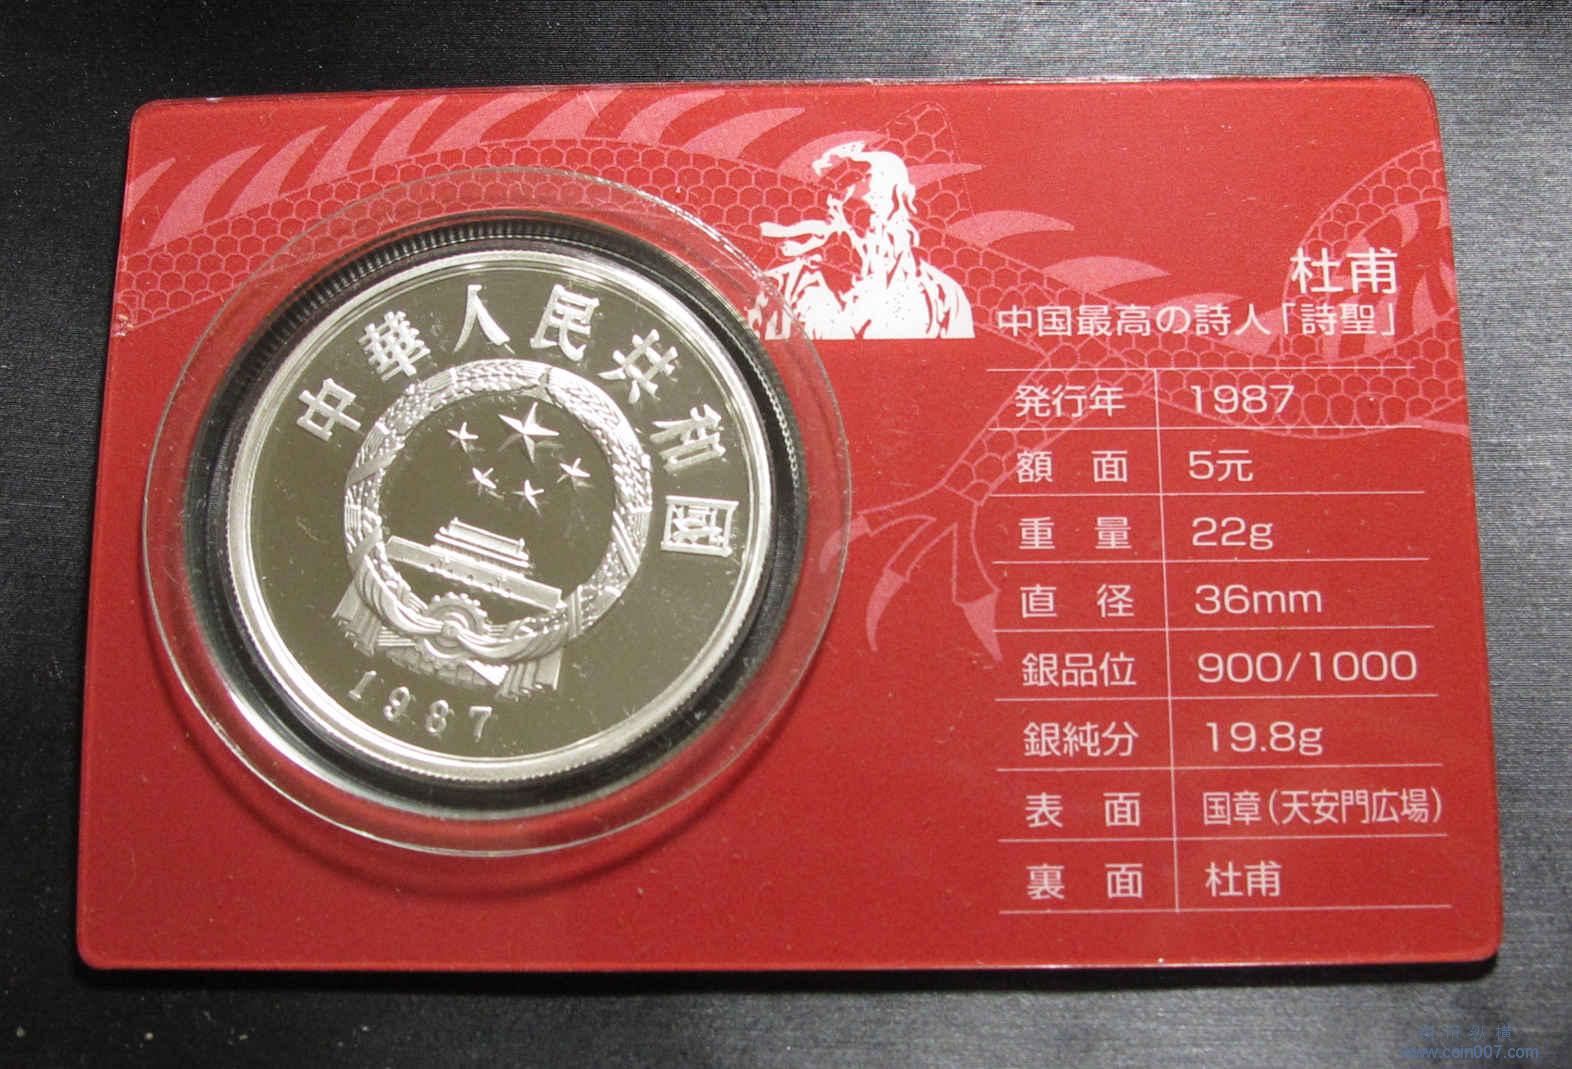 中華人民共和國
1987
杜甫
中国最高の詩人「詩聖」
発行年 1987
額 面 5元
重 量 22g
直 径 36mm
銀品位 900/1000
銀純分 19.8g
表 面 国章(天安門広場)
裏 面 杜甫
www.coin007.com